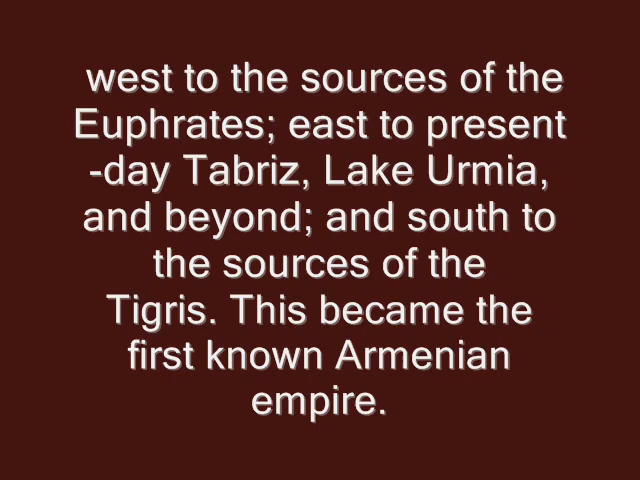 west to the sources of the
Euphrates; east to present
-day Tabriz, Lake Urmia,
and beyond; and south to
the sources of the
Tigris. This became the
first known Armenian
empire.